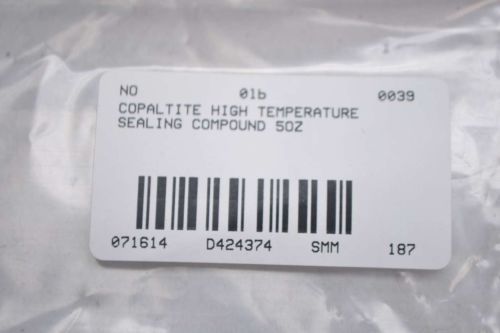 NO 01b 0039
COPALTITE HIGH TEMPERATURE
SEALING COMPOUND 5OZ
071614 D424374 SMM 187